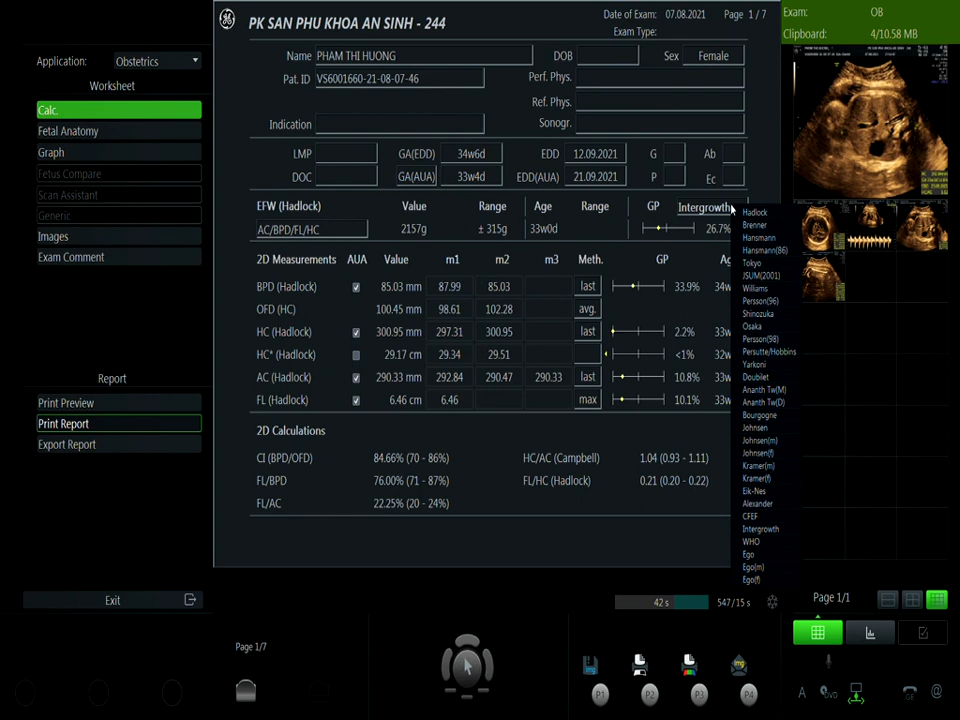 PK SAN PHU KHOA AN SINH - 244
Date of Exam: 07.08.2021 Page 1 / 7
Exam Type:
Exam: OB
Clipboard: 4/10.58 MB
Application: Obstetrics
Worksheet
Calc.
Fetal Anatomy
Graph
Fetus Compare
Scan Assistant
Generic
Images
Exam Comment
Report
Print Preview
Print Report
Export Report
Exit
Name PHAM THI HUONG DOB Sex Female
Pat. ID VS6001660-21-08-07-46 Perf. Phys.
Ref. Phys.
Indication Sonogr.
LMP GA(EDD) 34w6d EDD 12.09.2021 G Ab
DOC GA(AUA) 33w4d EDD(AUA) 21.09.2021 P Ec
EFW (Hadlock) Value Range Age Range GP Intergrowth
AC/BPD/FL/HC 2157g ± 315g 33w0d 26.7%
2D Measurements AUA Value m1 m2 m3 Meth. GP
BPD (Hadlock) 85.03 mm 87.99 85.03 last 33.9% 34w
OFD (HC) 100.45 mm 98.61 102.28 avg.
HC (Hadlock) 300.95 mm 297.31 300.95 last 2.2% 33w
HC* (Hadlock) 29.17 cm 29.34 29.51 <1% 32w
AC (Hadlock) 290.33 mm 292.84 290.47 290.33 last 10.8% 33w
FL (Hadlock) 6.46 cm 6.46 max 10.1% 33w
2D Calculations
CI (BPD/OFD) 84.66% (70 - 86%) HC/AC (Campbell) 1.04 (0.93 - 1.11)
FL/BPD 76.00% (71 - 87%) FL/HC (Hadlock) 0.21 (0.20 - 0.22)
FL/AC 22.25% (20 - 24%)
Hadlock
Brenner
Hansmann
Hansmann(86)
Tokyo
JSUM(2001)
Williams
Persson(96)
Shinozuka
Osaka
Persson(98)
Persutte/Hobbins
Yarkoni
Doubilet
Ananth Tw(M)
Ananth Tw(D)
Bourgogne
Johnsen
Johnsen(m)
Johnsen(f)
Kramer(m)
Kramer(f)
Eik-Nes
Alexander
CFEF
Intergrowth
WHO
Ego
Ego(m)
Ego(f)
42 s 547/15 s
Page 1/1
Page 1/7
P1 P2 P3 P4
A DVD @